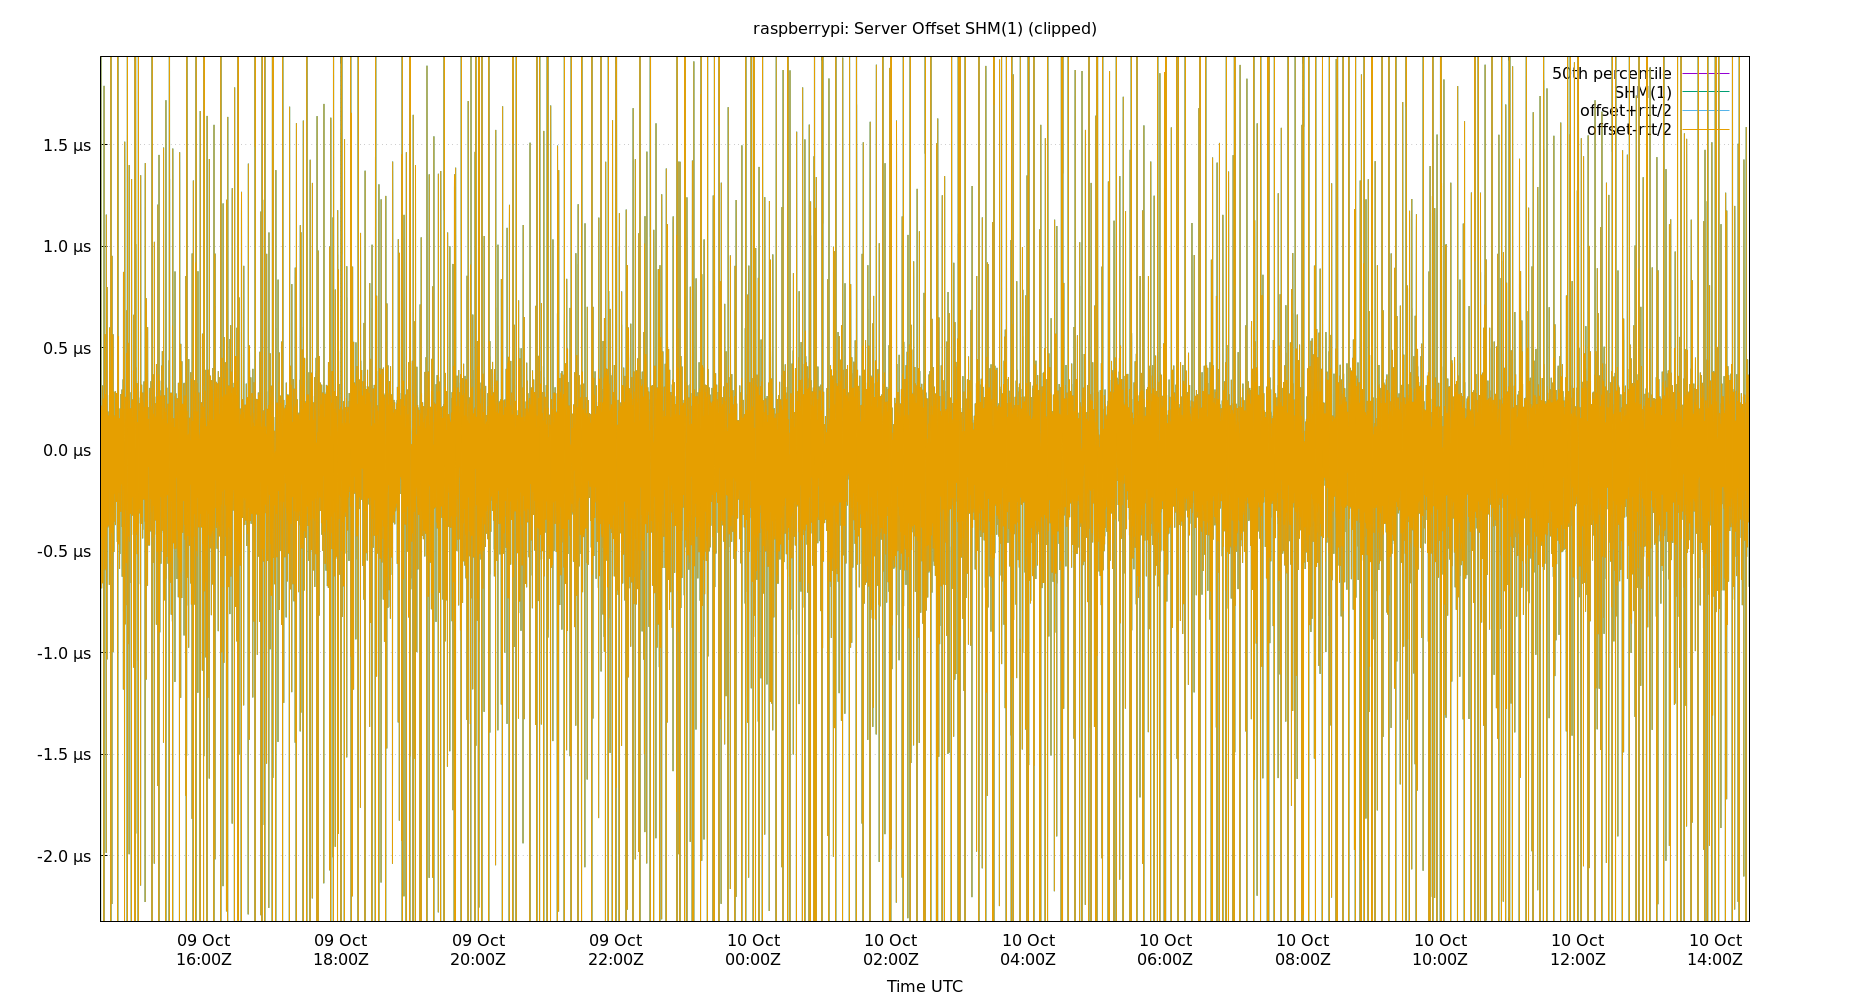 raspberrypi: Server Offset SHM(1) (clipped)
50th percentile
SHM(1)
offset+rtt/2
offset-rtt/2
1.5 µs
1.0 µs
0.5 µs
0.0 µs
-0.5 µs
-1.0 µs
-1.5 µs
-2.0 µs
09 Oct 09 Oct 09 Oct 09 Oct 10 Oct 10 Oct 10 Oct 10 Oct 10 Oct 10 Oct 10 Oct 10 Oct
16:00Z 18:00Z 20:00Z 22:00Z 00:00Z 02:00Z 04:00Z 06:00Z 08:00Z 10:00Z 12:00Z 14:00Z
Time UTC